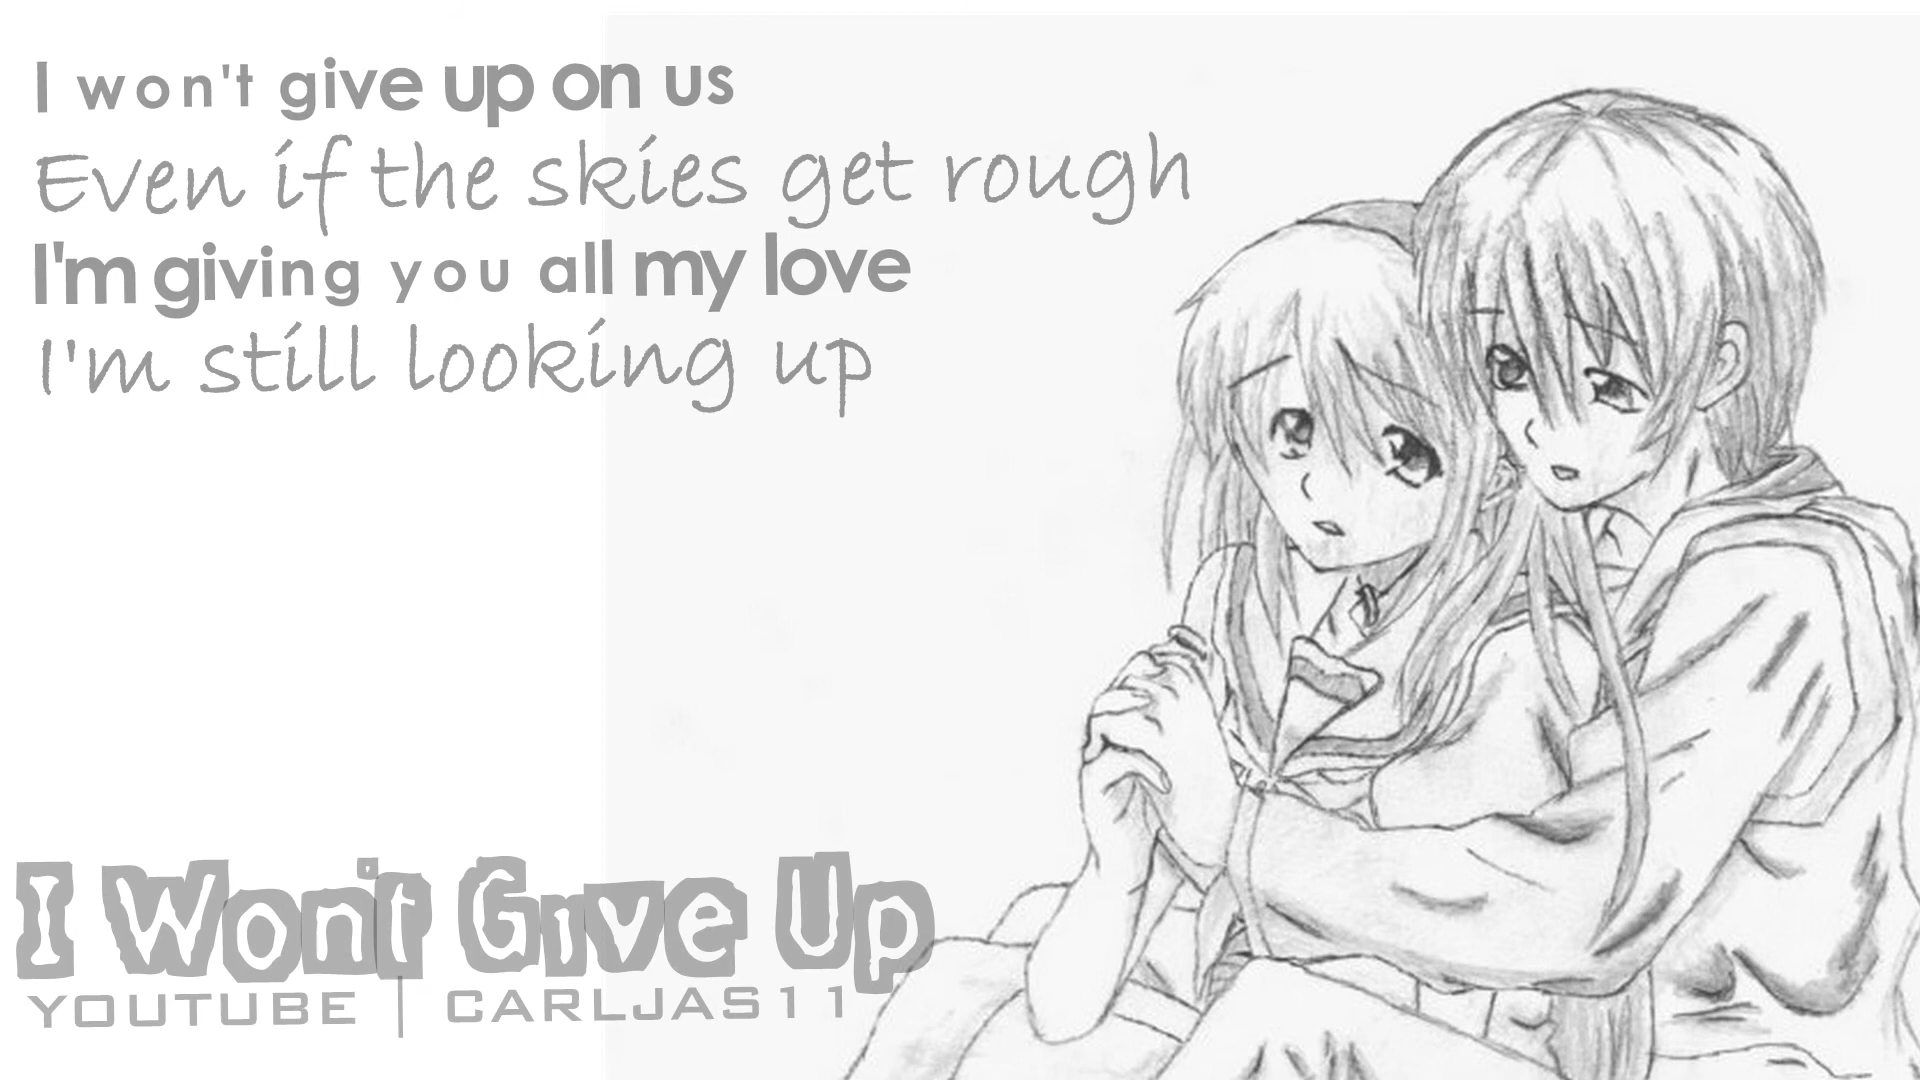 I won't give up on us
Even if the skies get rough
I'm giving you all my love
I'm still looking up
I Won't Give Up
YOUTUBE | CARLJAS11